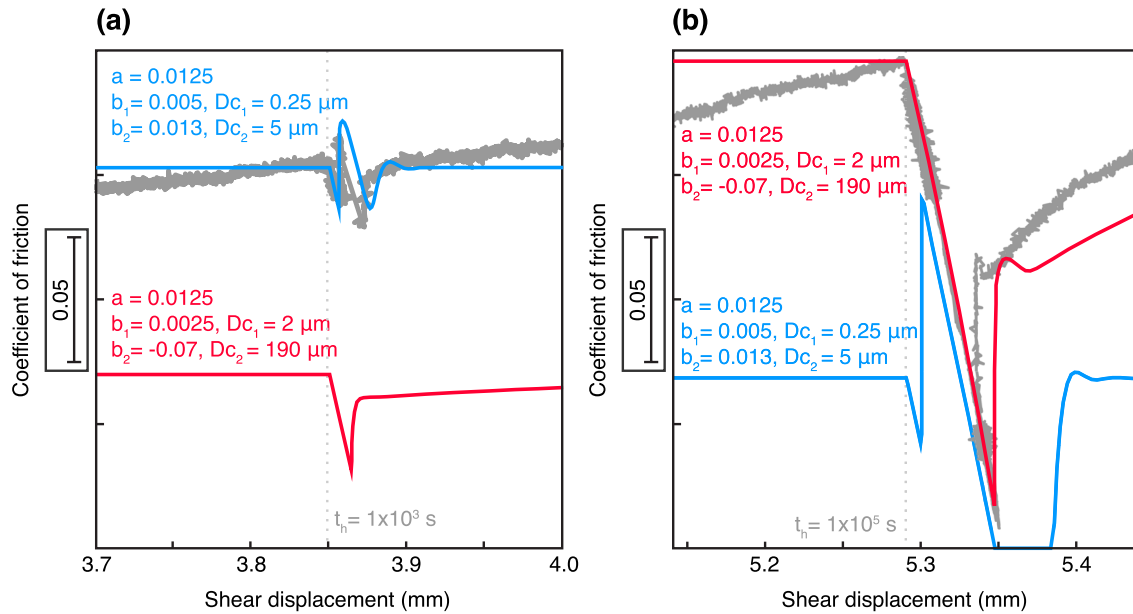 (a)
a = 0.0125
b₁= 0.005, Dc₁= 0.25 µm
b₂= 0.013, Dc₂= 5 µm
a = 0.0125
b₁= 0.0025, Dc₁= 2 µm
b₂= -0.07, Dc₂= 190 µm
tₕ= 1x10³ s
Coefficient of friction
0.05
3.7
3.8
3.9
4.0
Shear displacement (mm)
(b)
a = 0.0125
b₁= 0.0025, Dc₁= 2 µm
b₂= -0.07, Dc₂= 190 µm
a = 0.0125
b₁= 0.005, Dc₁= 0.25 µm
b₂= 0.013, Dc₂= 5 µm
tₕ= 1x10⁵ s
Coefficient of friction
0.05
5.2
5.3
5.4
Shear displacement (mm)